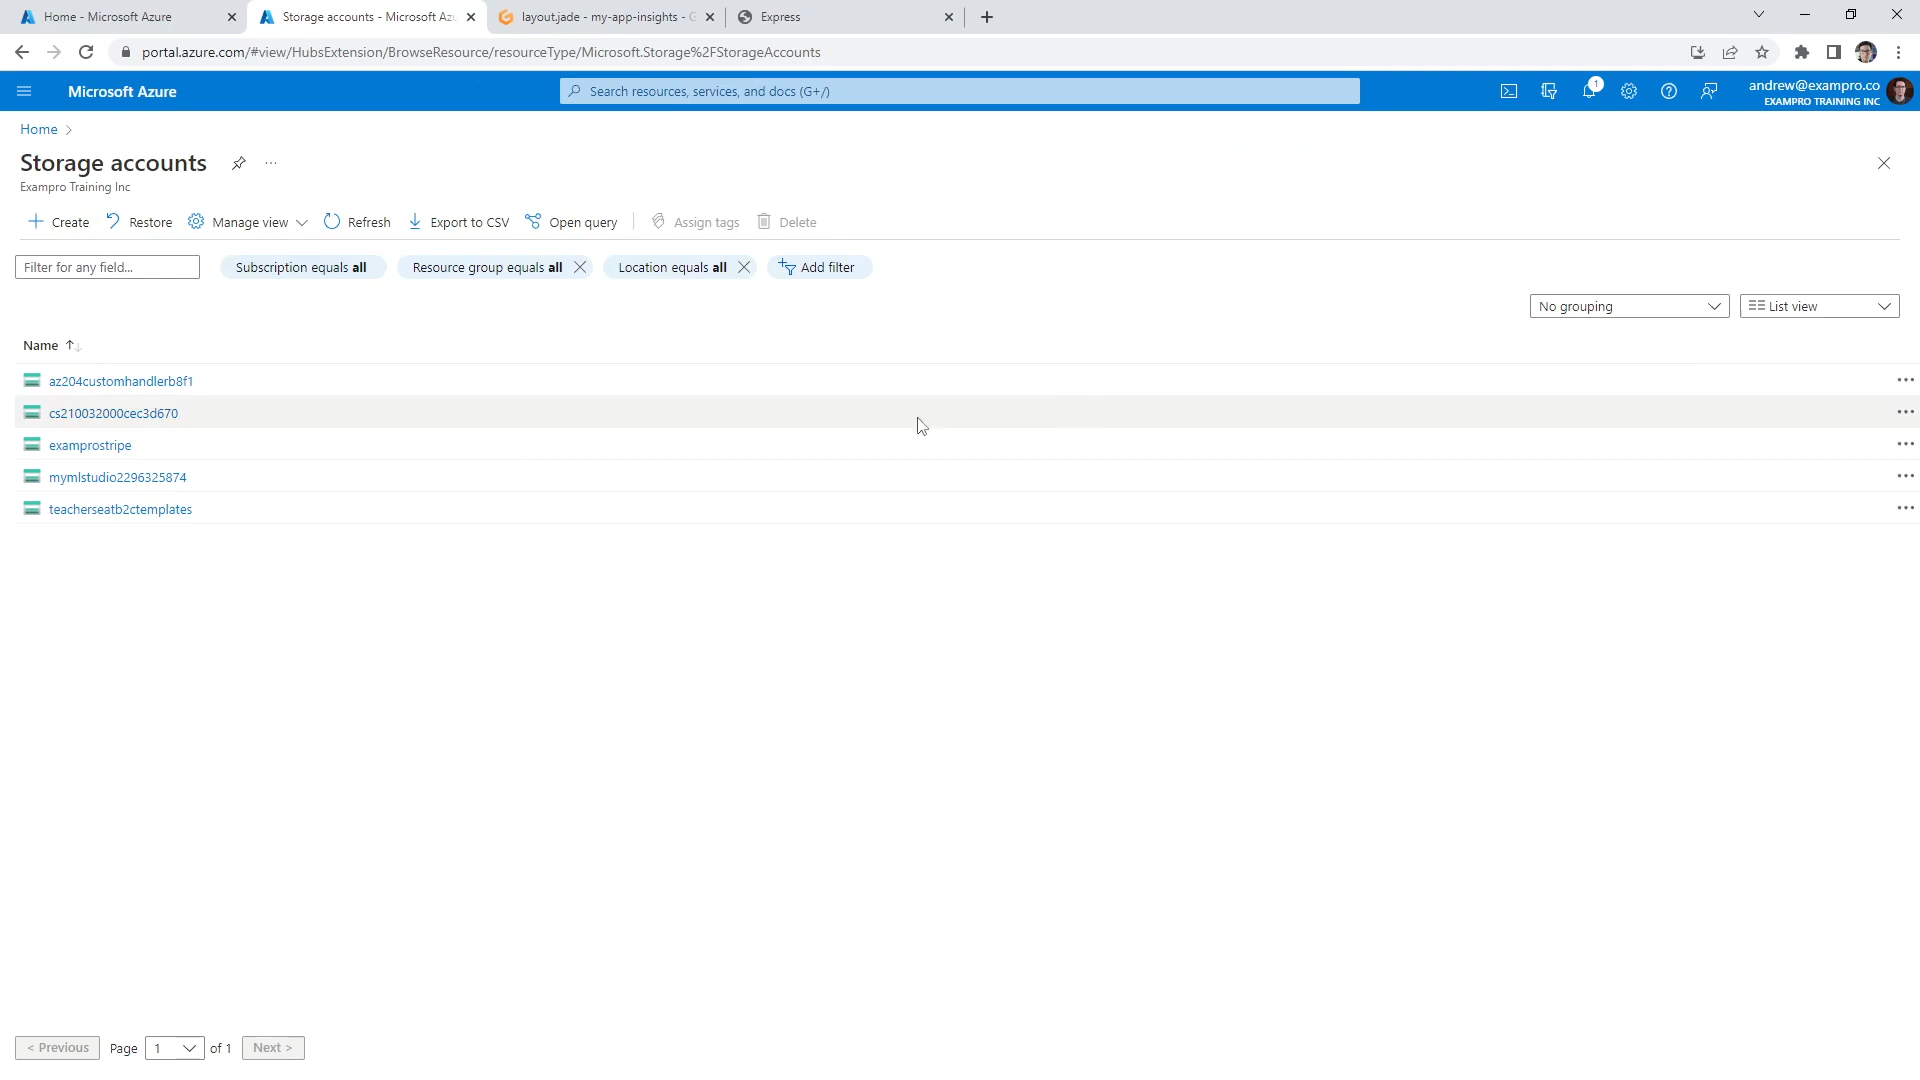 Home - Microsoft Azure
Storage accounts - Microsoft Azu
layout.jade - my-app-insights - G
Express
portal.azure.com/#view/HubsExtension/BrowseResource/resourceType/Microsoft.Storage%2FStorageAccounts
Microsoft Azure
Search resources, services, and docs (G+/)
1
andrew@exampro.co
EXAMPRO TRAINING INC
Home
Storage accounts
Exampro Training Inc
Create
Restore
Manage view
Refresh
Export to CSV
Open query
Assign tags
Delete
Filter for any field...
Subscription equals all
Resource group equals all
Location equals all
Add filter
No grouping
List view
Name
az204customhandlerb8f1
cs210032000cec3d670
examprostripe
mymlstudio2296325874
teacherseatb2ctemplates
< Previous
Page
1
of 1
Next >